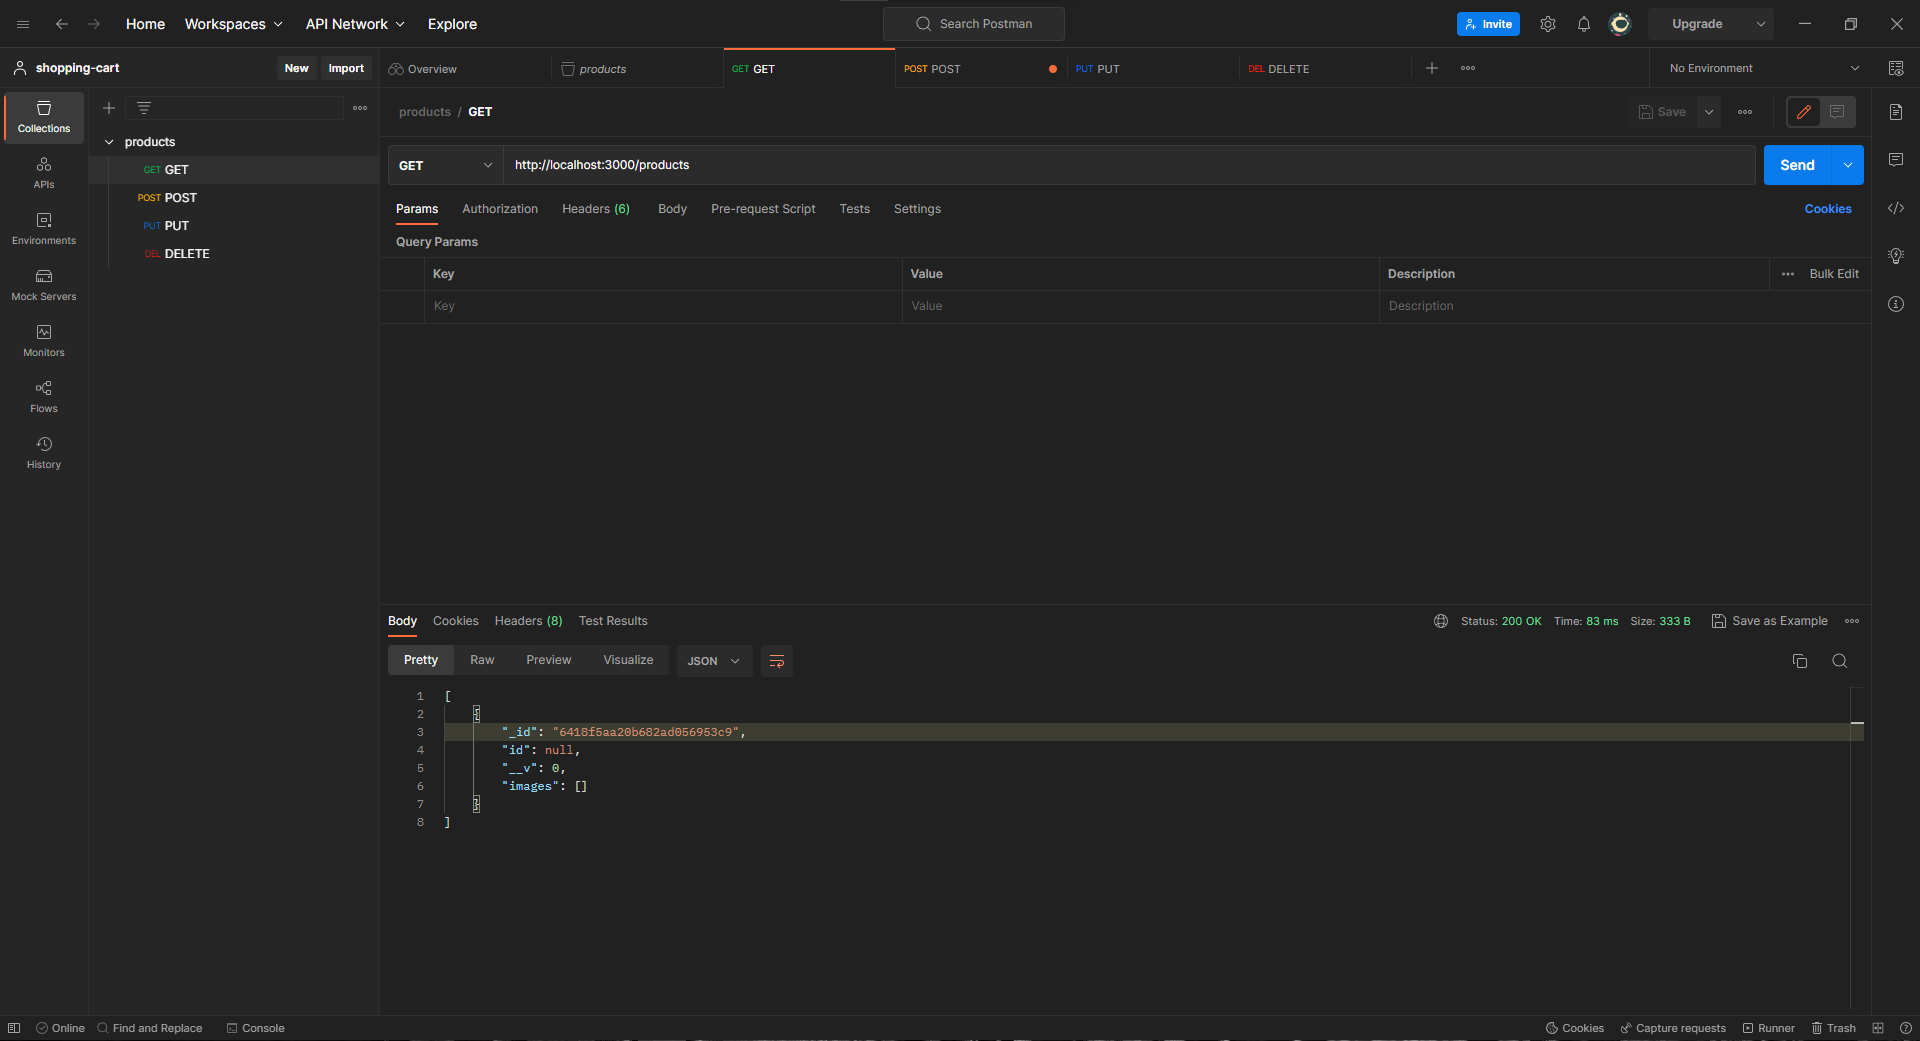 Home Workspaces API Network Explore Search Postman Invite Upgrade
shopping-cart New Import Overview products GET GET POST POST PUT PUT DEL DELETE No Environment
products / GET Save
Collections
products
GET http://localhost:3000/products Send
GET GET
APIs
POST POST
Params Authorization Headers (6) Body Pre-request Script Tests Settings Cookies
PUT PUT
Environments
Query Params
DEL DELETE
Key Value Description Bulk Edit
Mock Servers
Key Value Description
Monitors
Flows
History
Body Cookies Headers (8) Test Results Status: 200 OK Time: 83 ms Size: 333 B Save as Example
Pretty Raw Preview Visualize JSON
1 [
2 {
3 "_id": "6418f5aa20b682ad056953c9",
4 "id": null,
5 "__v": 0,
6 "images": []
7 }
8 ]
Online Find and Replace Console Cookies Capture requests Runner Trash